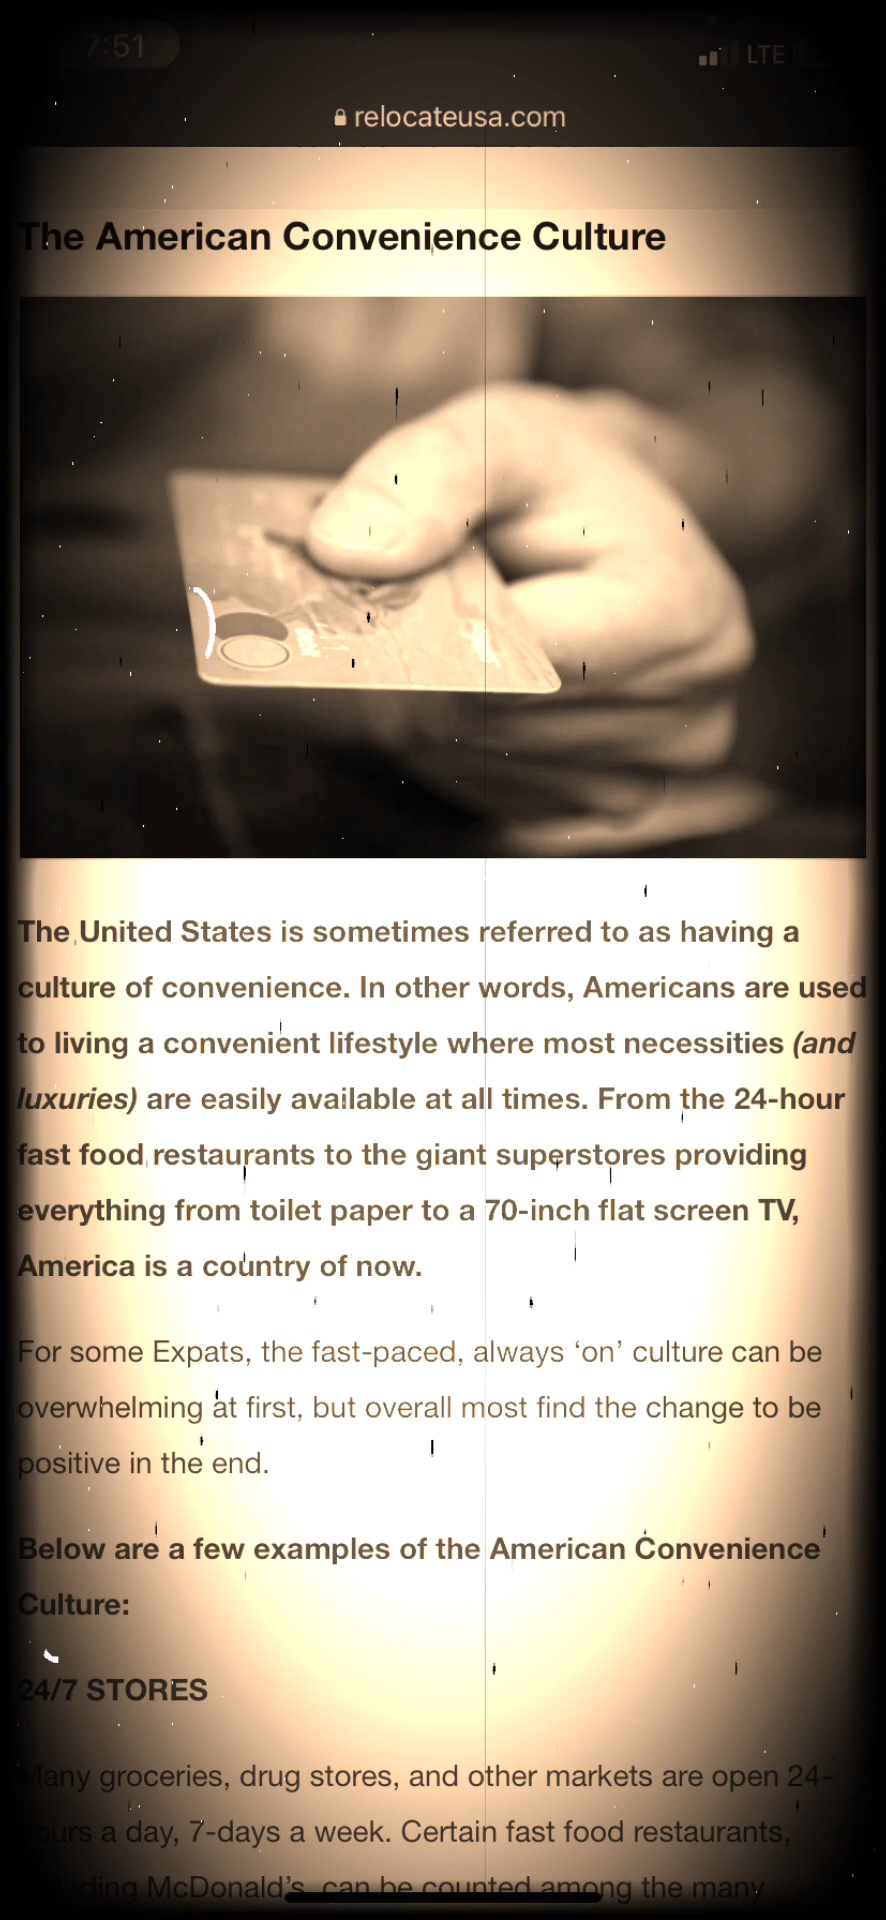 7:51
LTE
relocateusa.com
The American Convenience Culture
The United States is sometimes referred to as having a
culture of convenience. In other words, Americans are used
to living a convenient lifestyle where most necessities (and
luxuries) are easily available at all times. From the 24-hour
fast food restaurants to the giant superstores providing
everything from toilet paper to a 70-inch flat screen TV,
America is a country of now.
For some Expats, the fast-paced, always ‘on’ culture can be
overwhelming at first, but overall most find the change to be
positive in the end.
Below are a few examples of the American Convenience
Culture:
24/7 STORES
Many groceries, drug stores, and other markets are open 24-
hours a day, 7-days a week. Certain fast food restaurants,
including McDonald’s, can be counted among the many